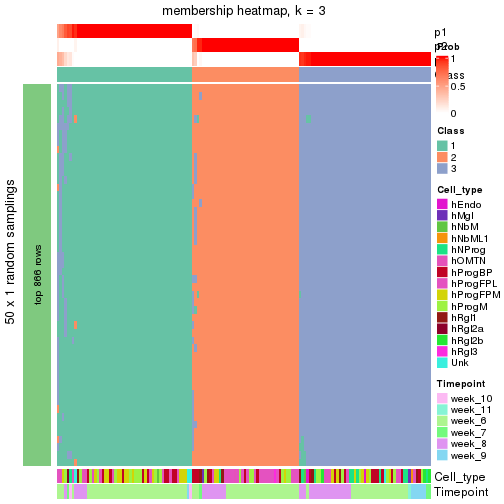 membership heatmap, k = 3
p1
p2
Prob
1
0.5
0
Class
1
2
3
Cell_type
hEndo
hMgl
hNbM
hNbML1
hNProg
hOMTN
hProgBP
hProgFPL
hProgFPM
hProgM
hRgl1
hRgl2a
hRgl2b
hRgl3
Unk
Timepoint
week_10
week_11
week_6
week_7
week_8
week_9
50 x 1 random samplings
top 866 rows
Cell_type
Timepoint